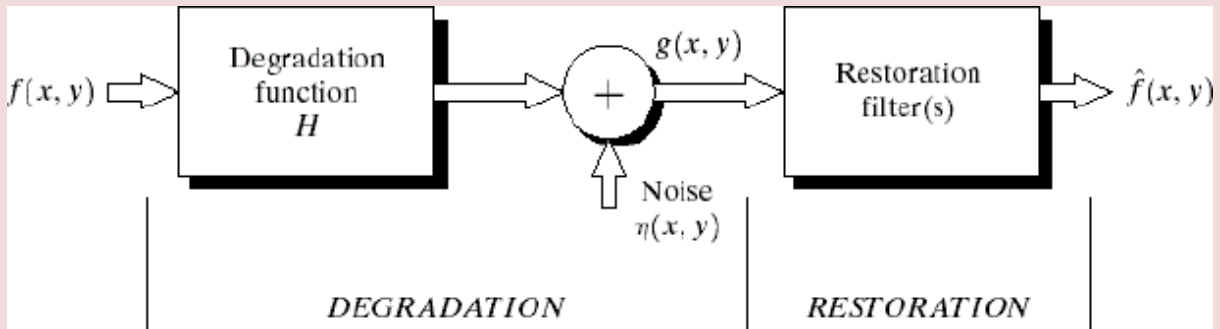 f(x, y)
Degradation
function
H
+
g(x, y)
Noise
η(x, y)
Restoration
filter(s)
f̂(x, y)
DEGRADATION
RESTORATION